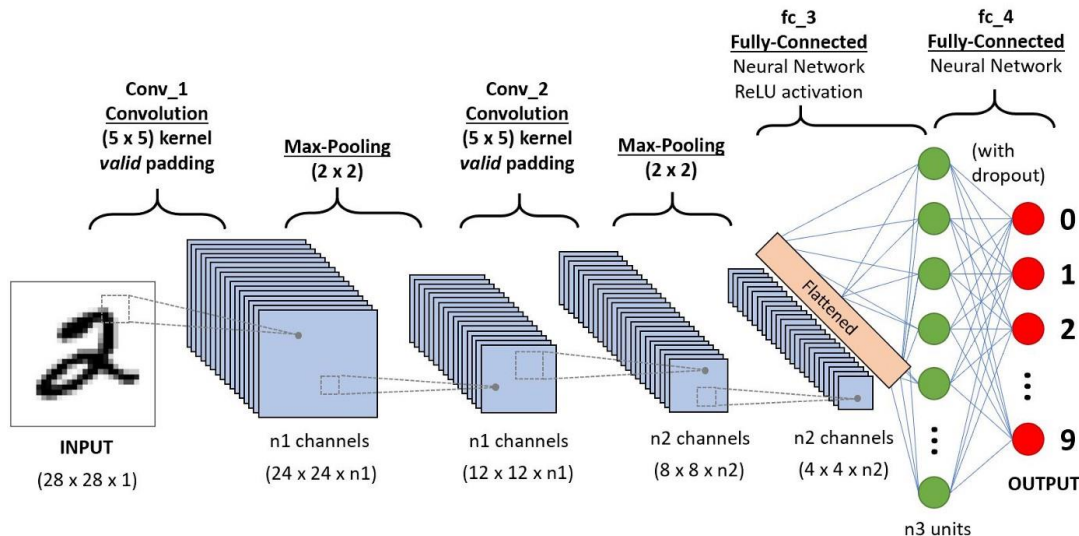 fc_3
Fully-Connected
Neural Network
ReLU activation
fc_4
Fully-Connected
Neural Network
Conv_1
Convolution
(5 x 5) kernel
valid padding
Max-Pooling
(2 x 2)
Conv_2
Convolution
(5 x 5) kernel
valid padding
Max-Pooling
(2 x 2)
(with
dropout)
Flattened
0
1
2
9
INPUT
(28 x 28 x 1)
n1 channels
(24 x 24 x n1)
n1 channels
(12 x 12 x n1)
n2 channels
(8 x 8 x n2)
n2 channels
(4 x 4 x n2)
n3 units
OUTPUT
2